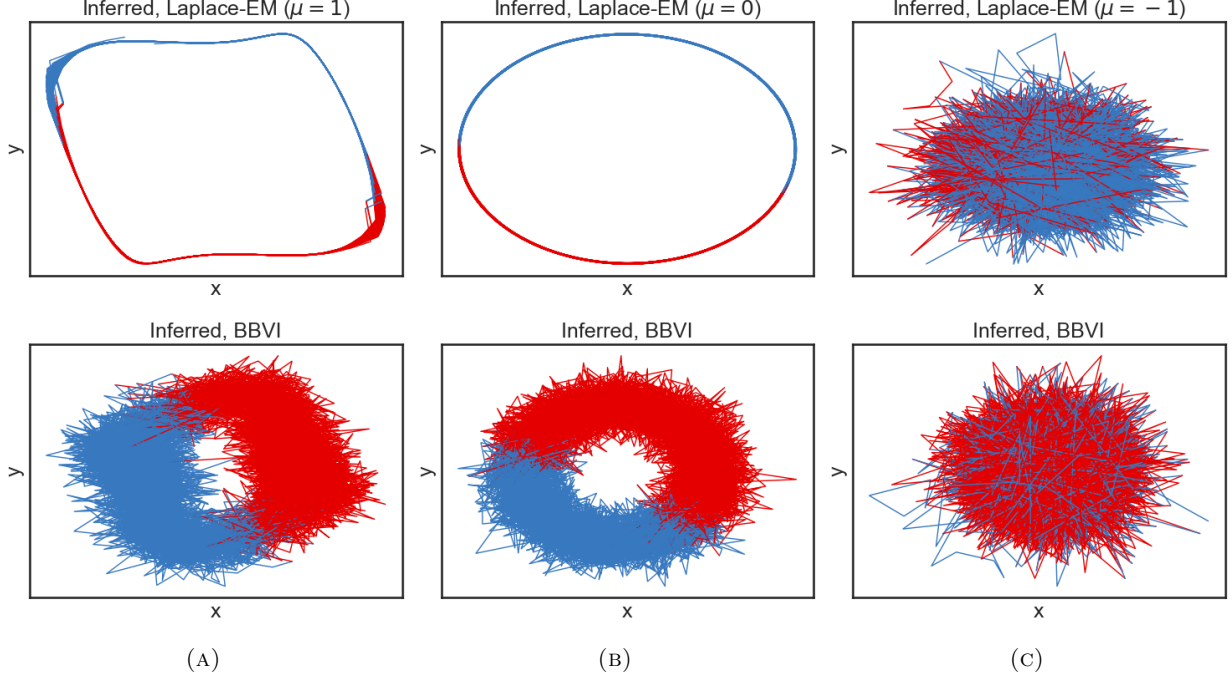 Inferred, Laplace-EM (μ = 1)
Inferred, Laplace-EM (μ = 0)
Inferred, Laplace-EM (μ = − 1)
y
y
y
x
x
x
Inferred, BBVI
Inferred, BBVI
Inferred, BBVI
y
y
y
x
x
x
(A)
(B)
(C)